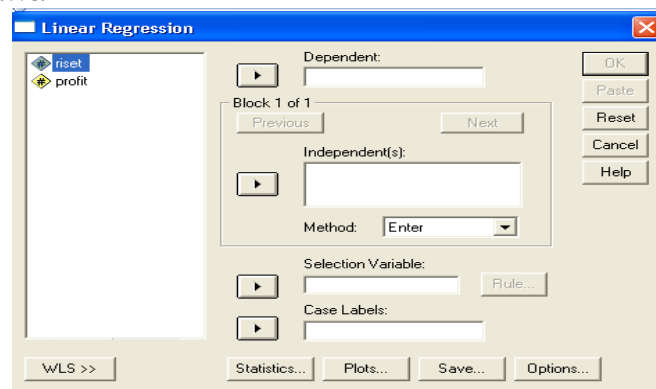 Linear Regression
riset
profit
Dependent:
OK
Paste
Reset
Cancel
Help
Block 1 of 1
Previous
Next
Independent(s):
Method:
Enter
Selection Variable:
Rule...
Case Labels:
WLS >>
Statistics...
Plots...
Save...
Options...